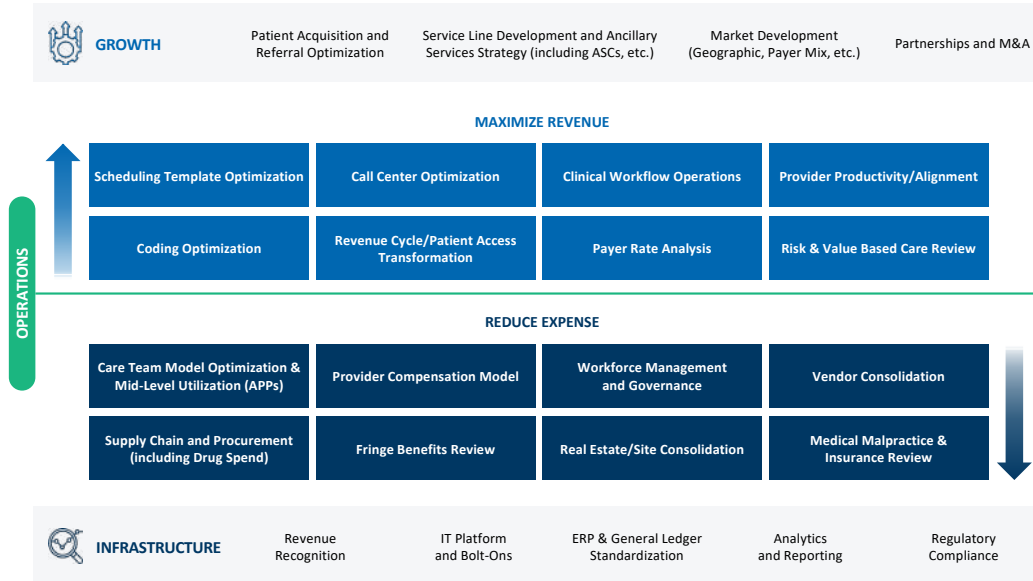 GROWTH
Patient Acquisition and
Referral Optimization
Service Line Development and Ancillary
Services Strategy (including ASCs, etc.)
Market Development
(Geographic, Payer Mix, etc.)
Partnerships and M&A
MAXIMIZE REVENUE
Scheduling Template Optimization
Call Center Optimization
Clinical Workflow Operations
Provider Productivity/Alignment
Coding Optimization
Revenue Cycle/Patient Access
Transformation
Payer Rate Analysis
Risk & Value Based Care Review
OPERATIONS
REDUCE EXPENSE
Care Team Model Optimization &
Mid-Level Utilization (APPs)
Provider Compensation Model
Workforce Management
and Governance
Vendor Consolidation
Supply Chain and Procurement
(including Drug Spend)
Fringe Benefits Review
Real Estate/Site Consolidation
Medical Malpractice &
Insurance Review
INFRASTRUCTURE
Revenue
Recognition
IT Platform
and Bolt-Ons
ERP & General Ledger
Standardization
Analytics
and Reporting
Regulatory
Compliance